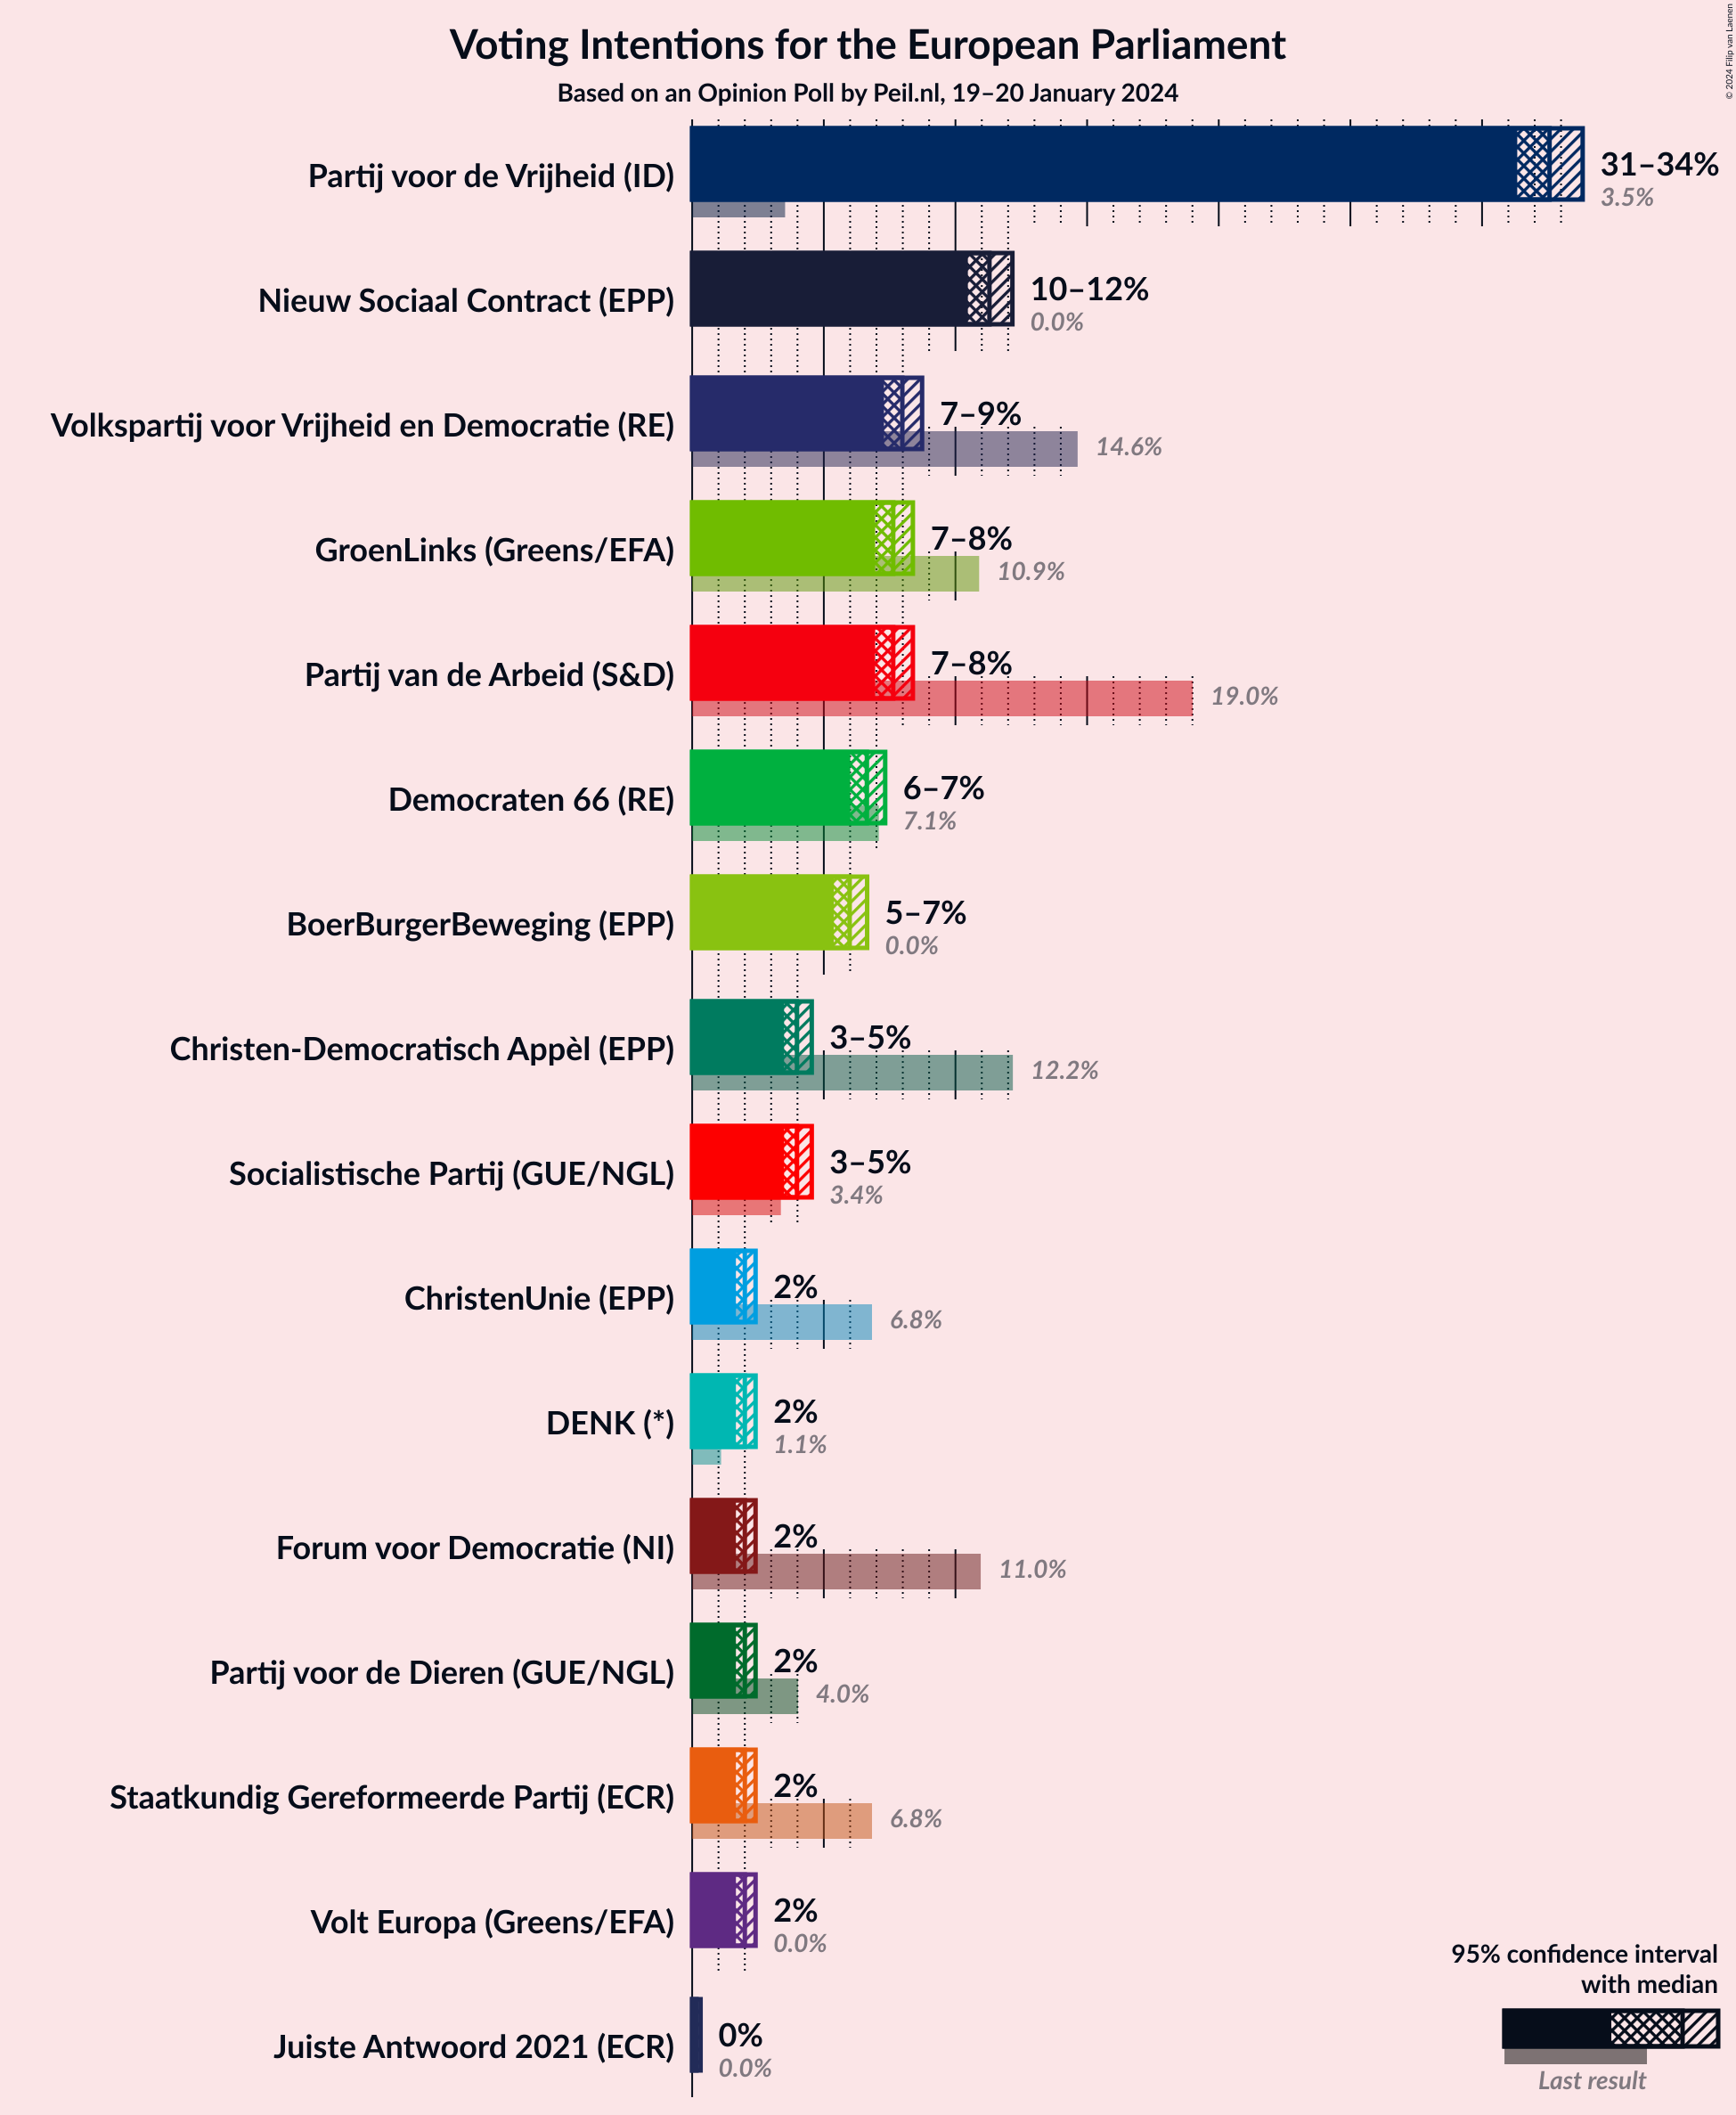 Voting Intentions for the European Parliament
Based on an Opinion Poll by Peil.nl, 19–20 January 2024
© 2024 Filip van Laenen
Partij voor de Vrijheid (ID)
31–34%
3.5%
Nieuw Sociaal Contract (EPP)
10–12%
0.0%
Volkspartij voor Vrijheid en Democratie (RE)
7–9%
14.6%
GroenLinks (Greens/EFA)
7–8%
10.9%
Partij van de Arbeid (S&D)
7–8%
19.0%
Democraten 66 (RE)
6–7%
7.1%
BoerBurgerBeweging (EPP)
5–7%
0.0%
Christen-Democratisch Appèl (EPP)
3–5%
12.2%
Socialistische Partij (GUE/NGL)
3–5%
3.4%
ChristenUnie (EPP)
2%
6.8%
DENK (*)
2%
1.1%
Forum voor Democratie (NI)
2%
11.0%
Partij voor de Dieren (GUE/NGL)
2%
4.0%
Staatkundig Gereformeerde Partij (ECR)
2%
6.8%
Volt Europa (Greens/EFA)
2%
0.0%
Juiste Antwoord 2021 (ECR)
0%
0.0%
95% confidence interval
with median
Last result